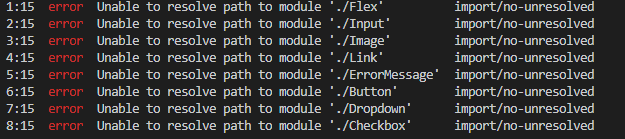 1:15  error  Unable to resolve path to module './Flex'          import/no-unresolved
2:15  error  Unable to resolve path to module './Input'         import/no-unresolved
3:15  error  Unable to resolve path to module './Image'         import/no-unresolved
4:15  error  Unable to resolve path to module './Link'          import/no-unresolved
5:15  error  Unable to resolve path to module './ErrorMessage'  import/no-unresolved
6:15  error  Unable to resolve path to module './Button'        import/no-unresolved
7:15  error  Unable to resolve path to module './Dropdown'      import/no-unresolved
8:15  error  Unable to resolve path to module './Checkbox'      import/no-unresolved